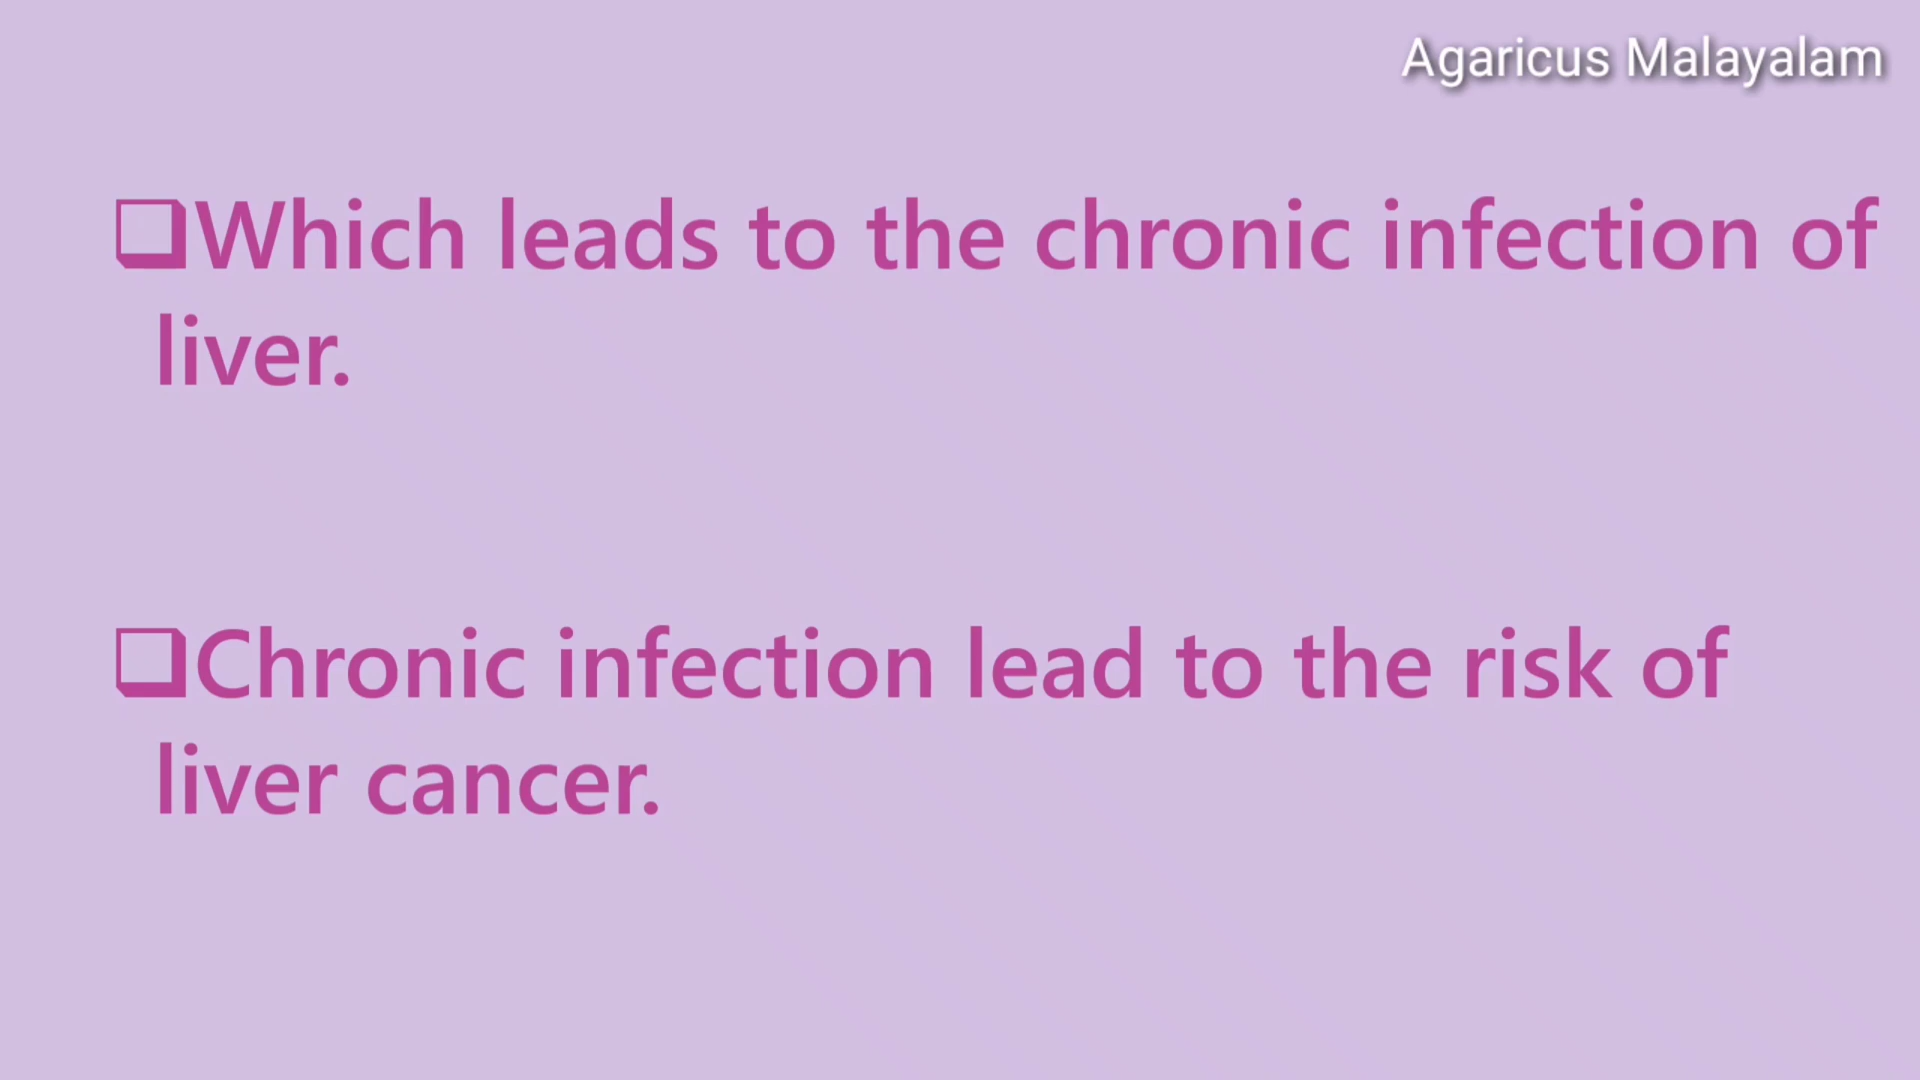 Agaricus Malayalam
❑Which leads to the chronic infection of
liver.
❑Chronic infection lead to the risk of
liver cancer.